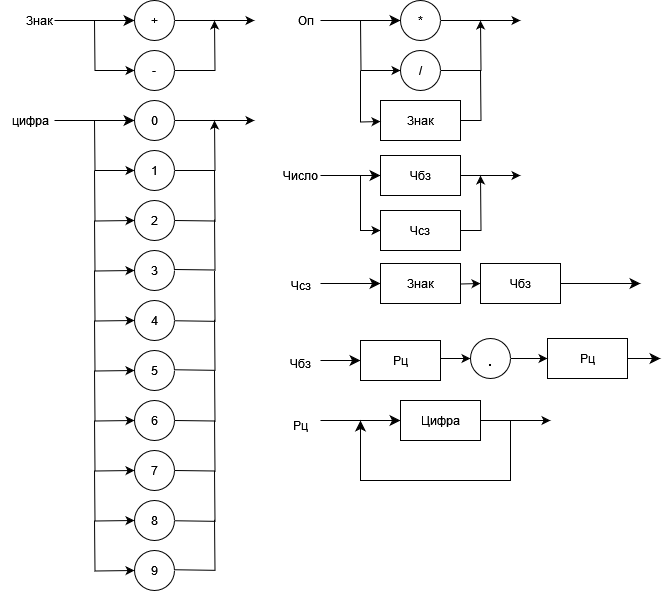 Знак
+
-
цифра
0
1
2
3
4
5
6
7
8
9
Оп
*
/
Знак
Число
Чбз
Чсз
Чсз
Знак
Чбз
Чбз
Рц
.
Рц
Рц
Цифра